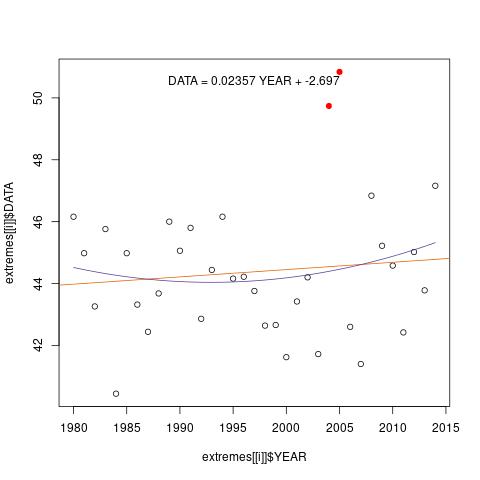 DATA = 0.02357 YEAR + -2.697
50
48
46
44
42
extremes[[i]]$DATA
1980 1985 1990 1995 2000 2005 2010 2015
extremes[[i]]$YEAR